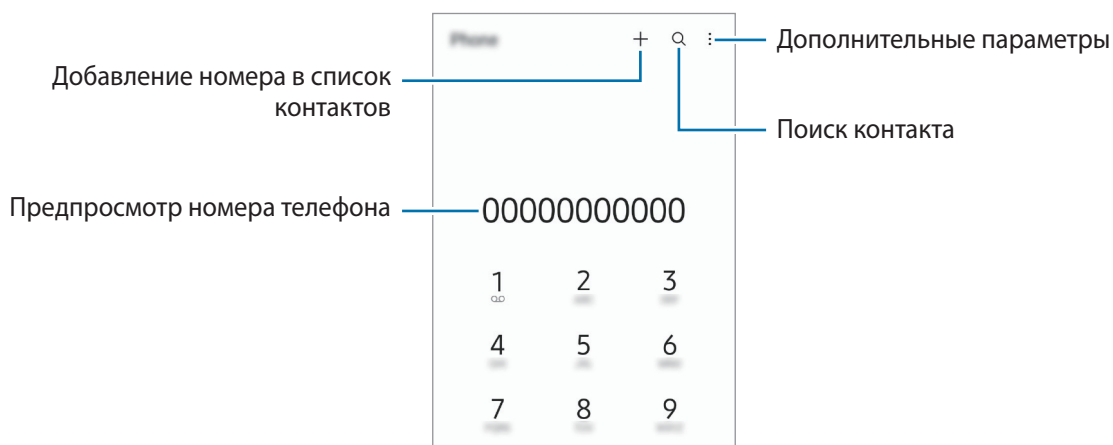 Phone
Дополнительные параметры
Добавление номера в список
контактов
Поиск контакта
Предпросмотр номера телефона
00000000000
1 2 3
4 5 6
7 8 9